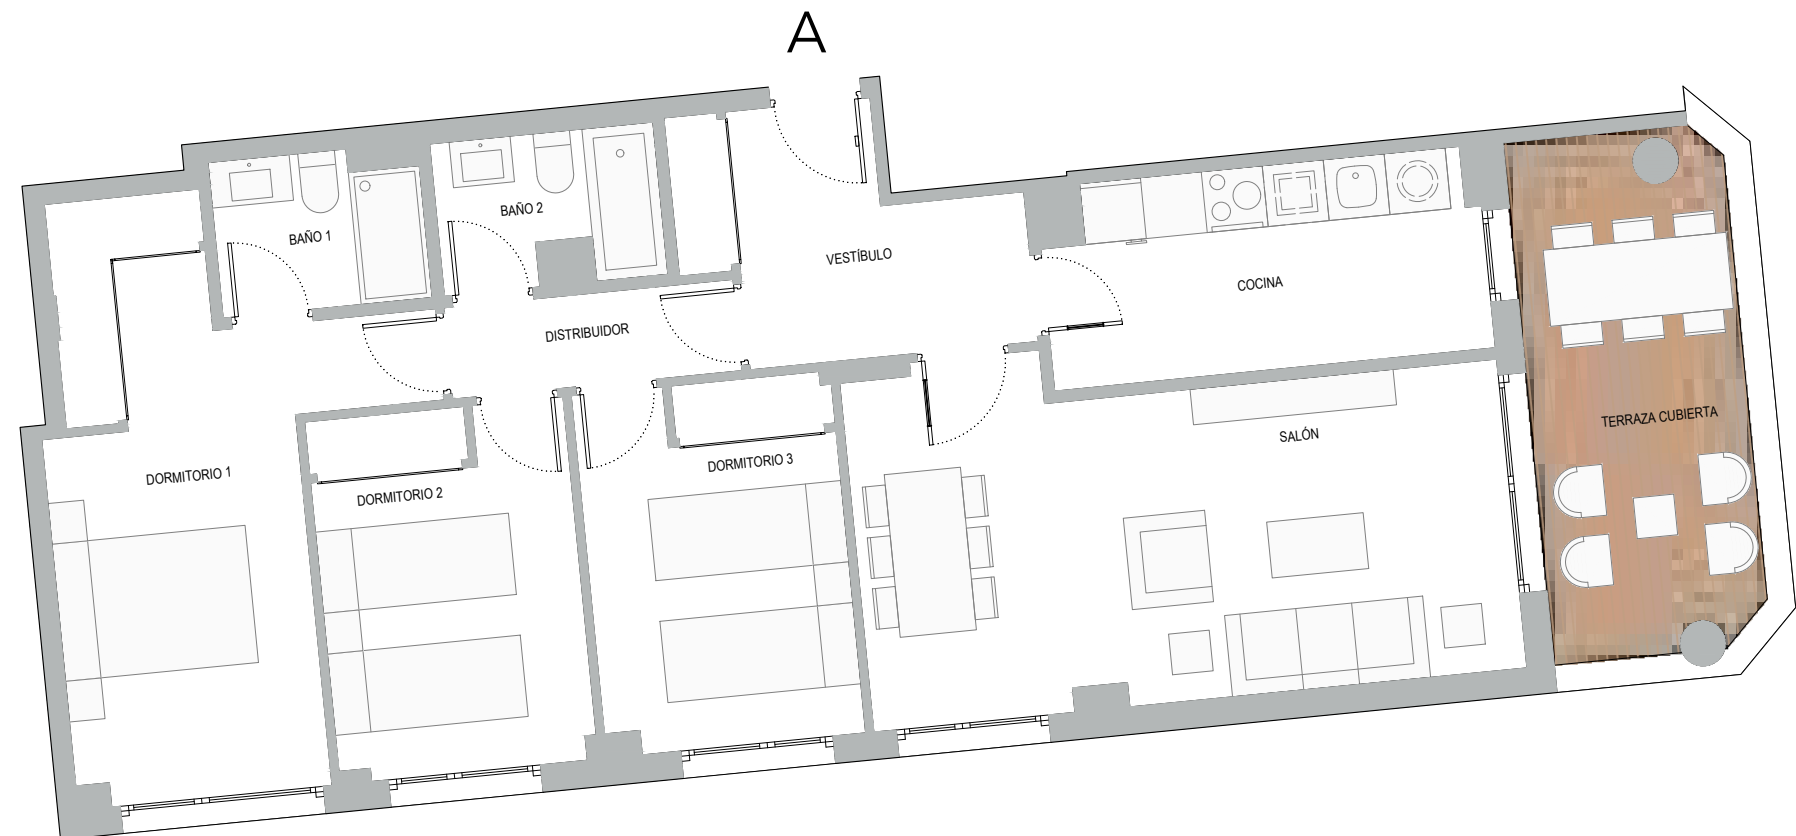 A
BAÑO 1
BAÑO 2
VESTÍBULO
COCINA
DISTRIBUIDOR
TERRAZA CUBIERTA
SALÓN
DORMITORIO 1
DORMITORIO 2
DORMITORIO 3